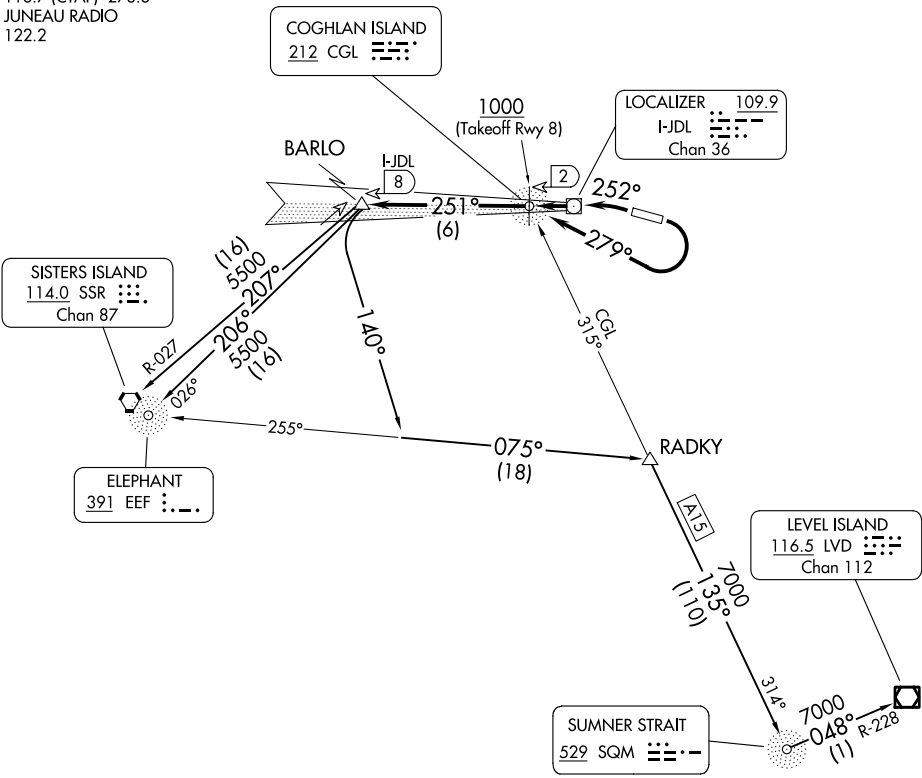 JUNEAU RADIO
122.2
COGHLAN ISLAND
212 CGL
1000
(Takeoff Rwy 8)
LOCALIZER 109.9
I-JDL
Chan 36
BARLO
I-JDL
8
2
252°
251°
(6)
279°
(16)
5500
207°
206°
5500
(16)
SISTERS ISLAND
114.0 SSR
Chan 87
R-027
026°
140°
CGL
315°
255°
075°
(18)
RADKY
ELEPHANT
391 EEF
A15
7000
135°
(110)
LEVEL ISLAND
116.5 LVD
Chan 112
314°
7000
048°
(1)
R-228
SUMNER STRAIT
529 SQM